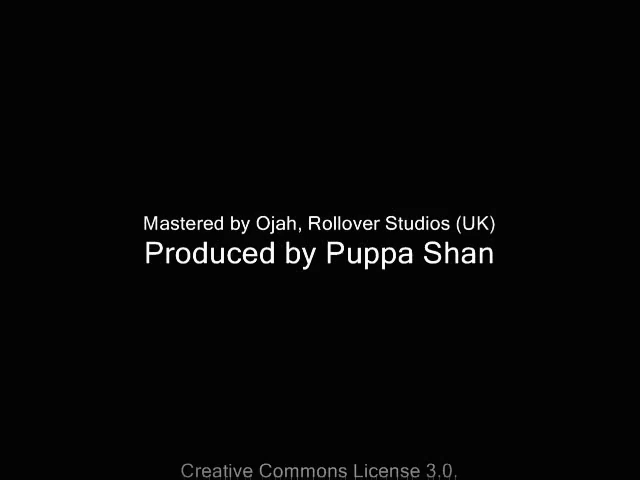 Mastered by Ojah, Rollover Studios (UK)
Produced by Puppa Shan
Creative Commons License 3.0.